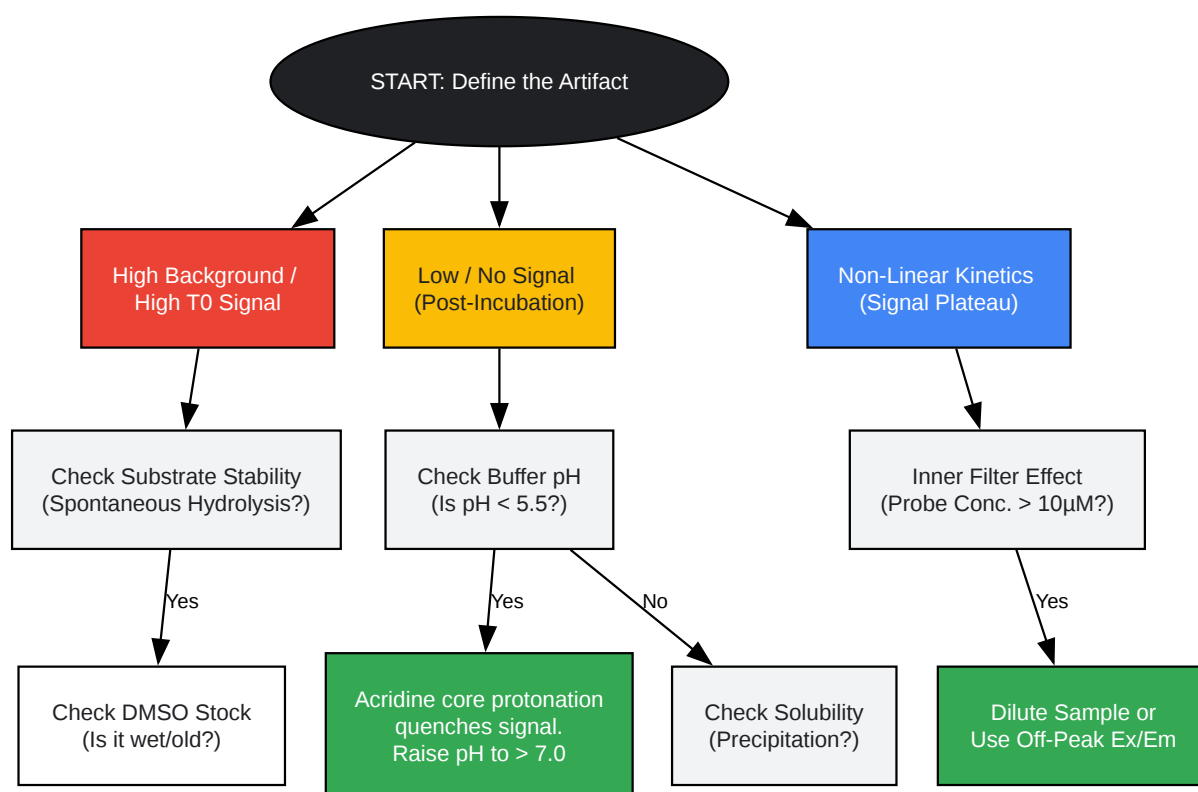 START: Define the Artifact
High Background /
High T0 Signal
Low / No Signal
(Post-Incubation)
Non-Linear Kinetics
(Signal Plateau)
Check Substrate Stability
(Spontaneous Hydrolysis?)
Check Buffer pH
(Is pH < 5.5?)
Inner Filter Effect
(Probe Conc. > 10µM?)
Yes
Yes
No
Yes
Check DMSO Stock
(Is it wet/old?)
Acridine core protonation
quenches signal.
Raise pH to > 7.0
Check Solubility
(Precipitation?)
Dilute Sample or
Use Off-Peak Ex/Em